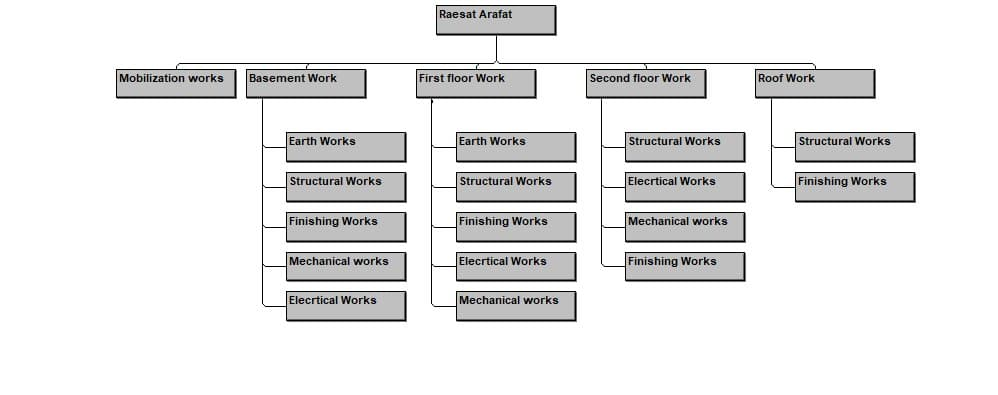 Raesat Arafat
Mobilization works
Basement Work
First floor Work
Second floor Work
Roof Work
Earth Works
Structural Works
Finishing Works
Mechanical works
Elecrtical Works
Earth Works
Structural Works
Finishing Works
Elecrtical Works
Mechanical works
Structural Works
Elecrtical Works
Mechanical works
Finishing Works
Structural Works
Finishing Works